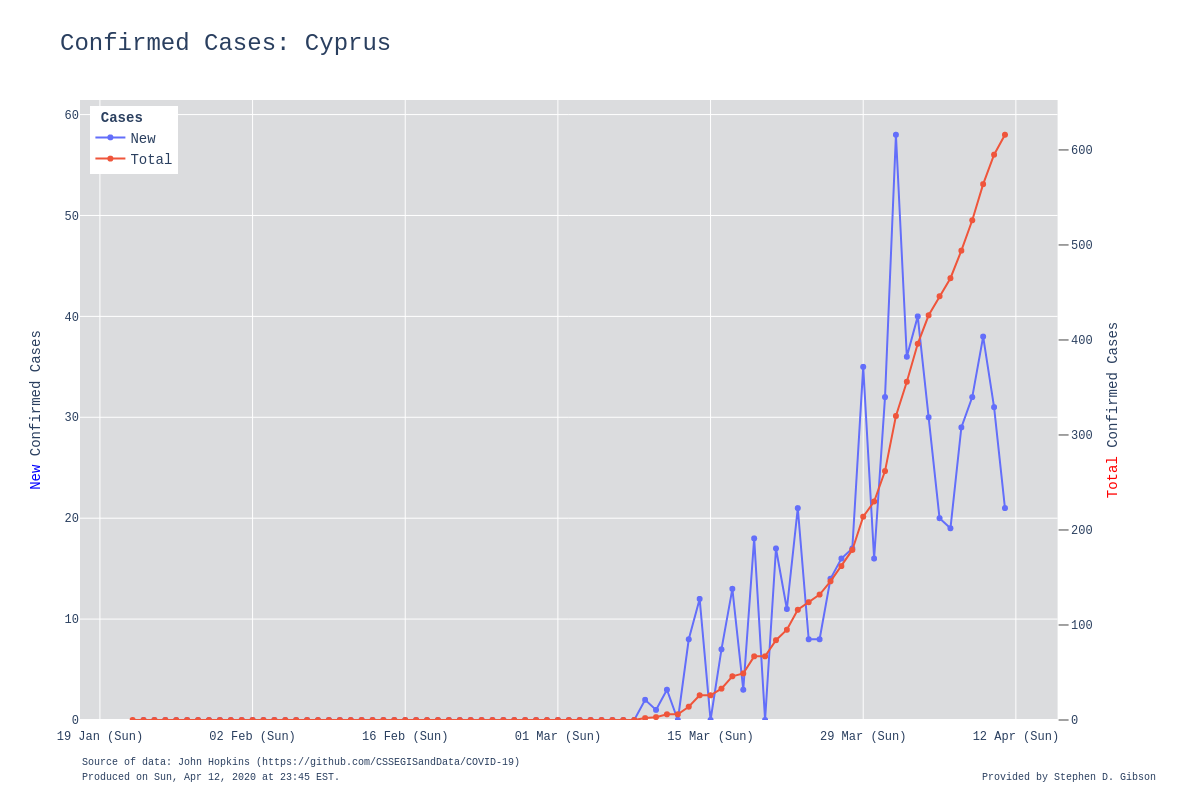 Confirmed Cases: Cyprus
Cases
New
Total
60
50
40
30
20
10
0
600
500
400
300
200
100
0
New Confirmed Cases
Total Confirmed Cases
19 Jan (Sun) 02 Feb (Sun) 16 Feb (Sun) 01 Mar (Sun) 15 Mar (Sun) 29 Mar (Sun) 12 Apr (Sun)
Source of data: John Hopkins (https://github.com/CSSEGISandData/COVID-19)
Produced on Sun, Apr 12, 2020 at 23:45 EST.
Provided by Stephen D. Gibson